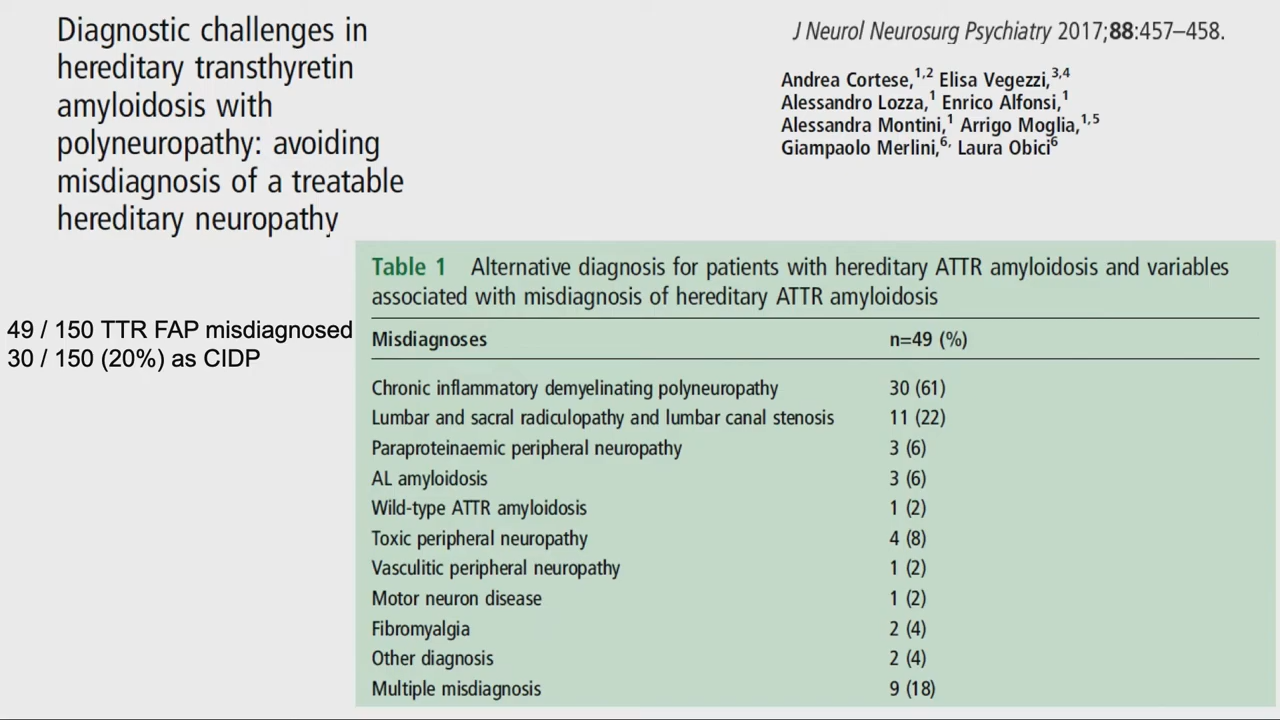 Diagnostic challenges in
hereditary transthyretin
amyloidosis with
polyneuropathy: avoiding
misdiagnosis of a treatable
hereditary neuropathy
J Neurol Neurosurg Psychiatry 2017;88:457–458.
Andrea Cortese,1,2 Elisa Vegezzi,3,4
Alessandro Lozza,1 Enrico Alfonsi,1
Alessandra Montini,1 Arrigo Moglia,1,5
Giampaolo Merlini,6, Laura Obici6
49 / 150 TTR FAP misdiagnosed
30 / 150 (20%) as CIDP
Table 1 Alternative diagnosis for patients with hereditary ATTR amyloidosis and variables
associated with misdiagnosis of hereditary ATTR amyloidosis
Misdiagnoses n=49 (%)
Chronic inflammatory demyelinating polyneuropathy 30 (61)
Lumbar and sacral radiculopathy and lumbar canal stenosis 11 (22)
Paraproteinaemic peripheral neuropathy 3 (6)
AL amyloidosis 3 (6)
Wild-type ATTR amyloidosis 1 (2)
Toxic peripheral neuropathy 4 (8)
Vasculitic peripheral neuropathy 1 (2)
Motor neuron disease 1 (2)
Fibromyalgia 2 (4)
Other diagnosis 2 (4)
Multiple misdiagnosis 9 (18)